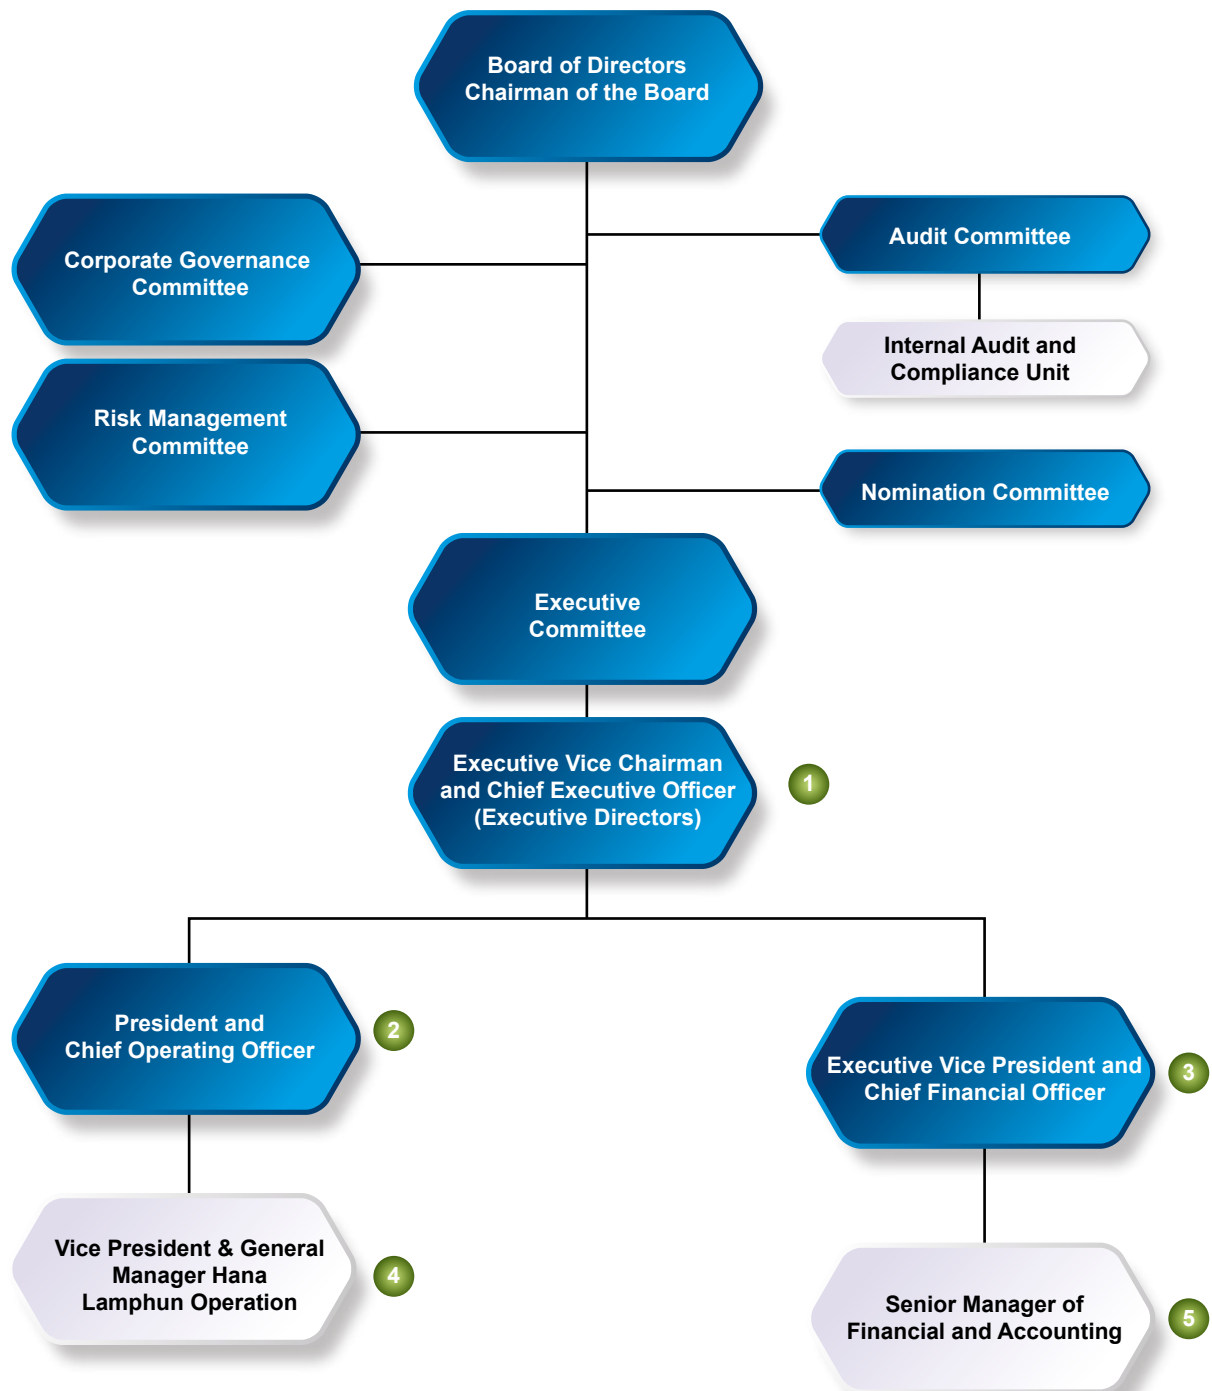 Board of Directors
Chairman of the Board
Corporate Governance
Committee
Audit Committee
Internal Audit and
Compliance Unit
Risk Management
Committee
Nomination Committee
Executive
Committee
Executive Vice Chairman
and Chief Executive Officer
(Executive Directors)
1
President and
Chief Operating Officer
2
Executive Vice President and
Chief Financial Officer
3
Vice President & General
Manager Hana
Lamphun Operation
4
Senior Manager of
Financial and Accounting
5